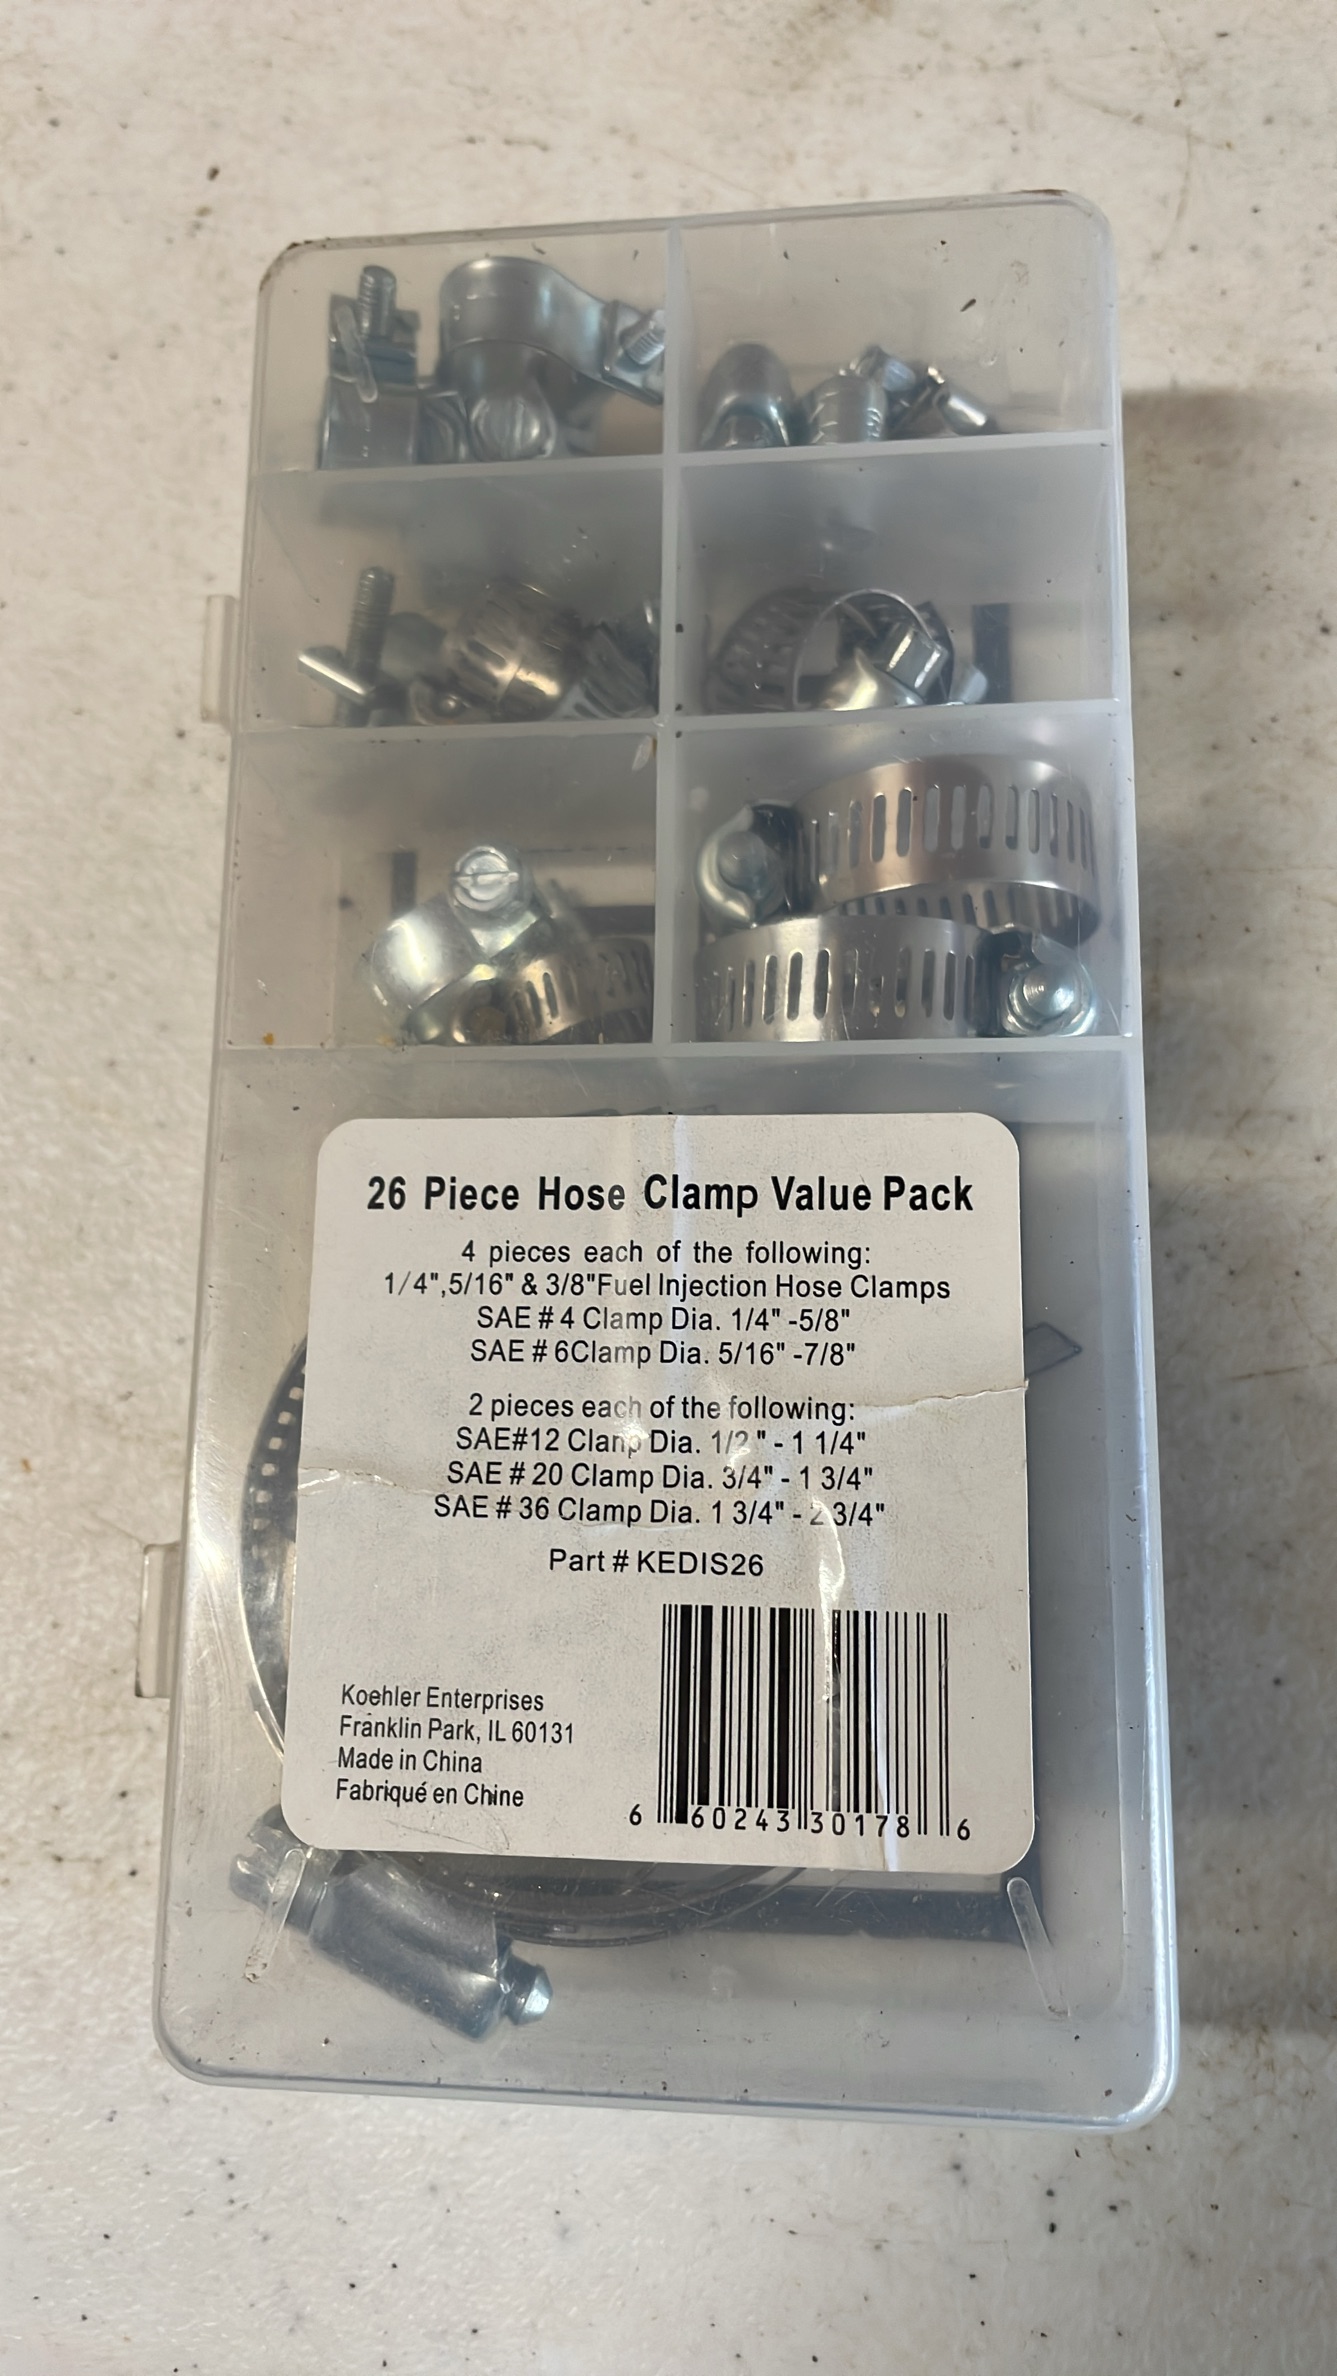 26 Piece Hose Clamp Value Pack
4 pieces each of the following:
1/4",5/16" & 3/8"Fuel Injection Hose Clamps
SAE # 4 Clamp Dia. 1/4" -5/8"
SAE # 6Clamp Dia. 5/16" -7/8"
2 pieces each of the following:
SAE#12 Clanp Dia. 1/2 " - 1 1/4"
SAE # 20 Clamp Dia. 3/4" - 1 3/4"
SAE # 36 Clamp Dia. 1 3/4" - 2 3/4"
Part # KEDIS26
Koehler Enterprises
Franklin Park, IL 60131
Made in China
Fabriqué en Chine
6 60243 30178 6